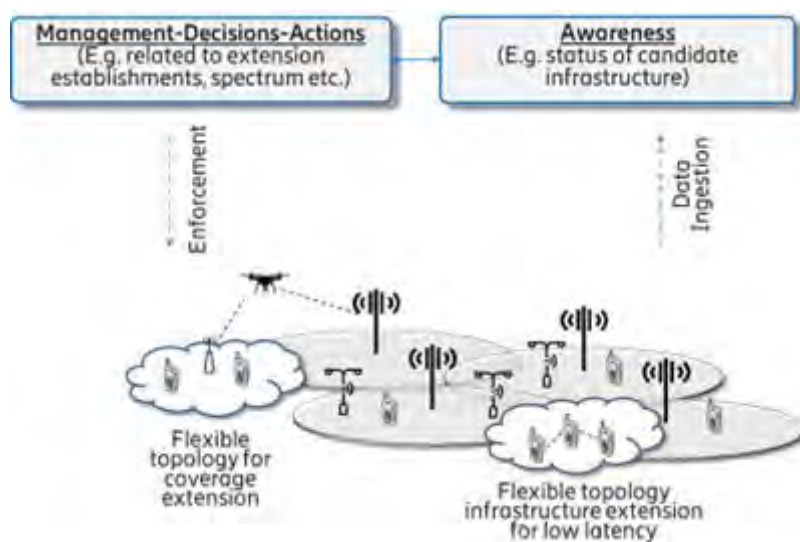 Management-Decisions-Actions
(E.g. related to extension
establishments, spectrum etc.)
Awareness
(E.g. status of candidate
infrastructure)
Enforcement
Data
Ingestion
Flexible
topology for
coverage
extension
Flexible topology
infrastructure extension
for low latency